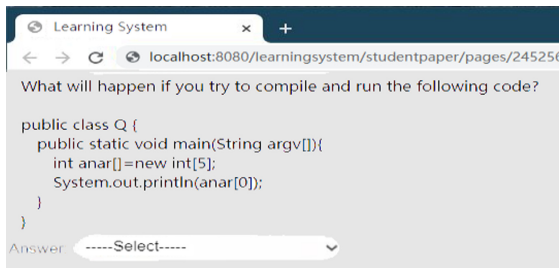 Learning System
localhost:8080/learningsystem/studentpaper/pages/24525
What will happen if you try to compile and run the following code?
public class Q {
public static void main(String argv[]){
int anar[]=new int[5];
System.out.println(anar[0]);
}
}
Answer: -----Select-----